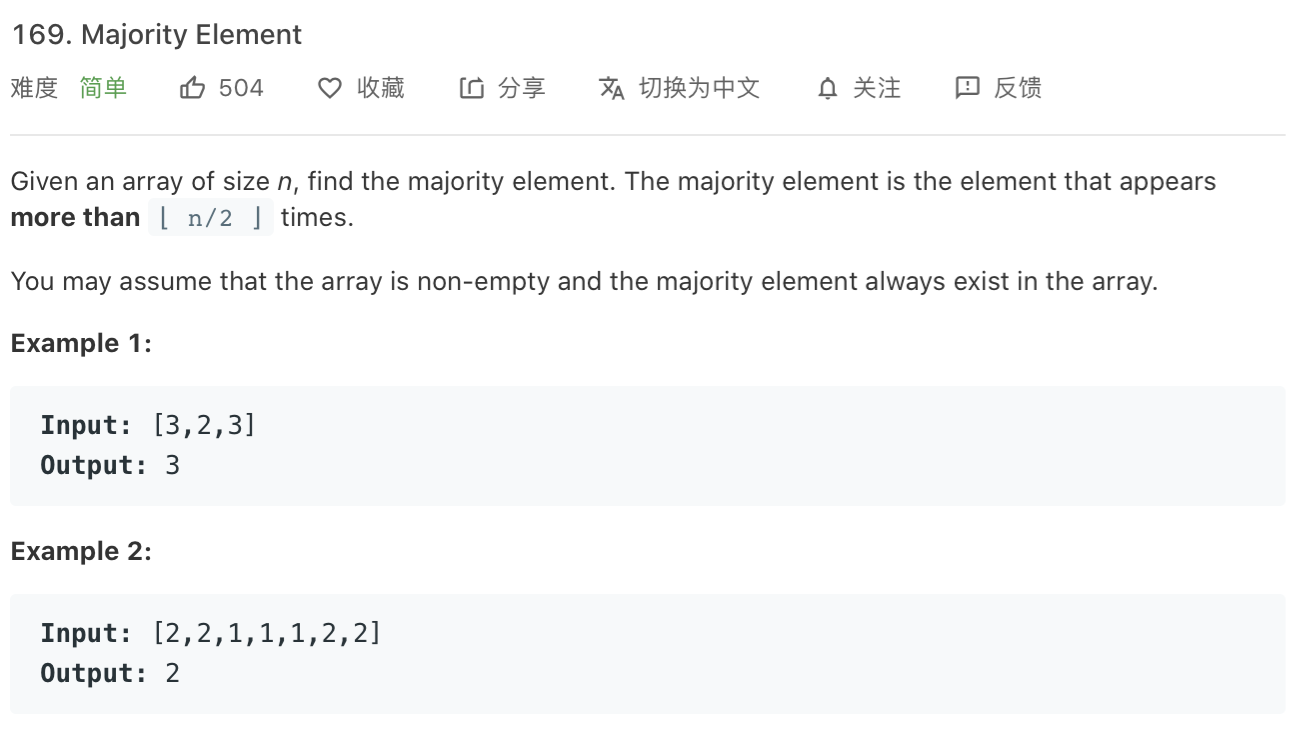 169. Majority Element
难度 简单 504 收藏 分享 切换为中文 关注 反馈
Given an array of size n, find the majority element. The majority element is the element that appears
more than ⌊ n/2 ⌋ times.
You may assume that the array is non-empty and the majority element always exist in the array.
Example 1:
Input: [3,2,3]
Output: 3
Example 2:
Input: [2,2,1,1,1,2,2]
Output: 2